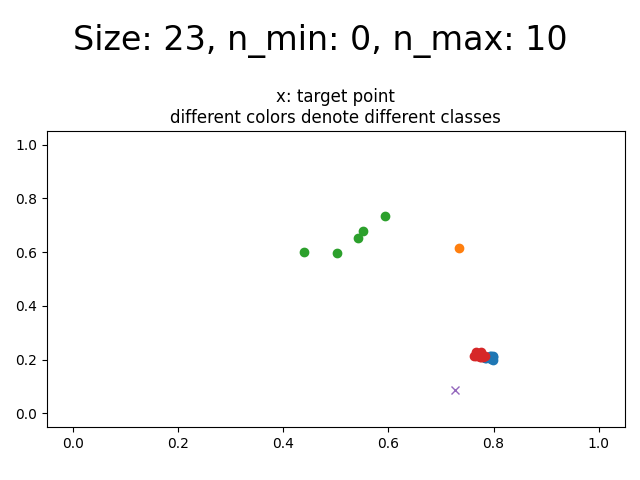 Size: 23, n_min: 0, n_max: 10
x: target point
different colors denote different classes
1.0
0.8
0.6
0.4
0.2
0.0
0.0 0.2 0.4 0.6 0.8 1.0